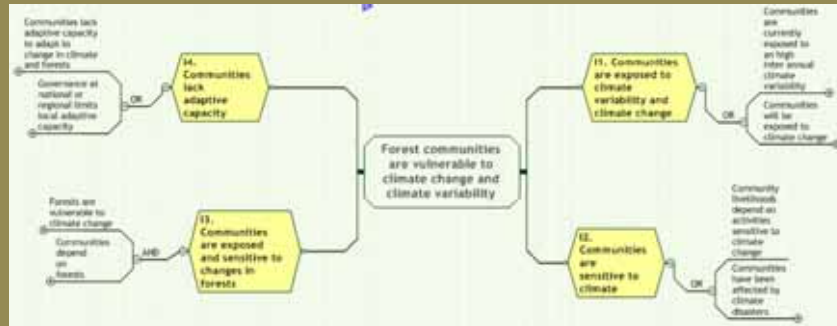 Communities lack
adaptive capacity
to adapt to
change in climate
and forests
OR
Governance at
national or
regional limits
local adaptive
capacity
I4.
Communities
lack
adaptive
capacity
Forests are
vulnerable to
climate change
AND
Communities
depend
on
forests
I3.
Communities
are exposed
and sensitive to
changes in
forests
Forest communities
are vulnerable to
climate change and
climate variability
I1. Communities
are exposed to
climate
variability and
climate change
Communities
are
currently
exposed to
an high
inter annual
climate
variability
OR
Communities
will be
exposed to
climate change
I2.
Communities
are
sensitive to
climate
Community
livelihoods
depend on
activities
sensitive to
climate
change
OR
Communities
have been
affected by
climate
disasters